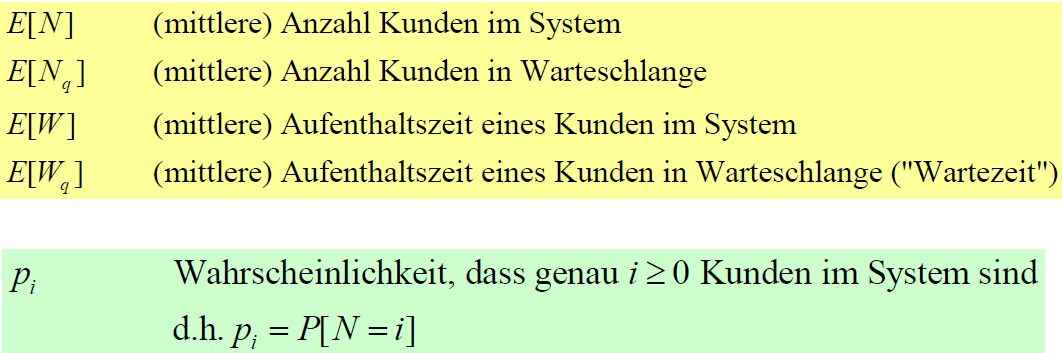 E[N] (mittlere) Anzahl Kunden im System
E[N_q] (mittlere) Anzahl Kunden in Warteschlange
E[W] (mittlere) Aufenthaltszeit eines Kunden im System
E[W_q] (mittlere) Aufenthaltszeit eines Kunden in Warteschlange ("Wartezeit")
p_i Wahrscheinlichkeit, dass genau i ≥ 0 Kunden im System sind
d.h. p_i = P[N = i]